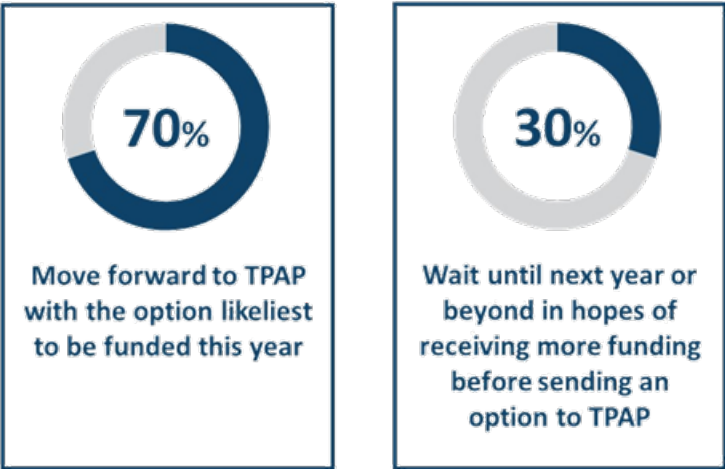 70%
Move forward to TPAP
with the option likeliest
to be funded this year
30%
Wait until next year or
beyond in hopes of
receiving more funding
before sending an
option to TPAP